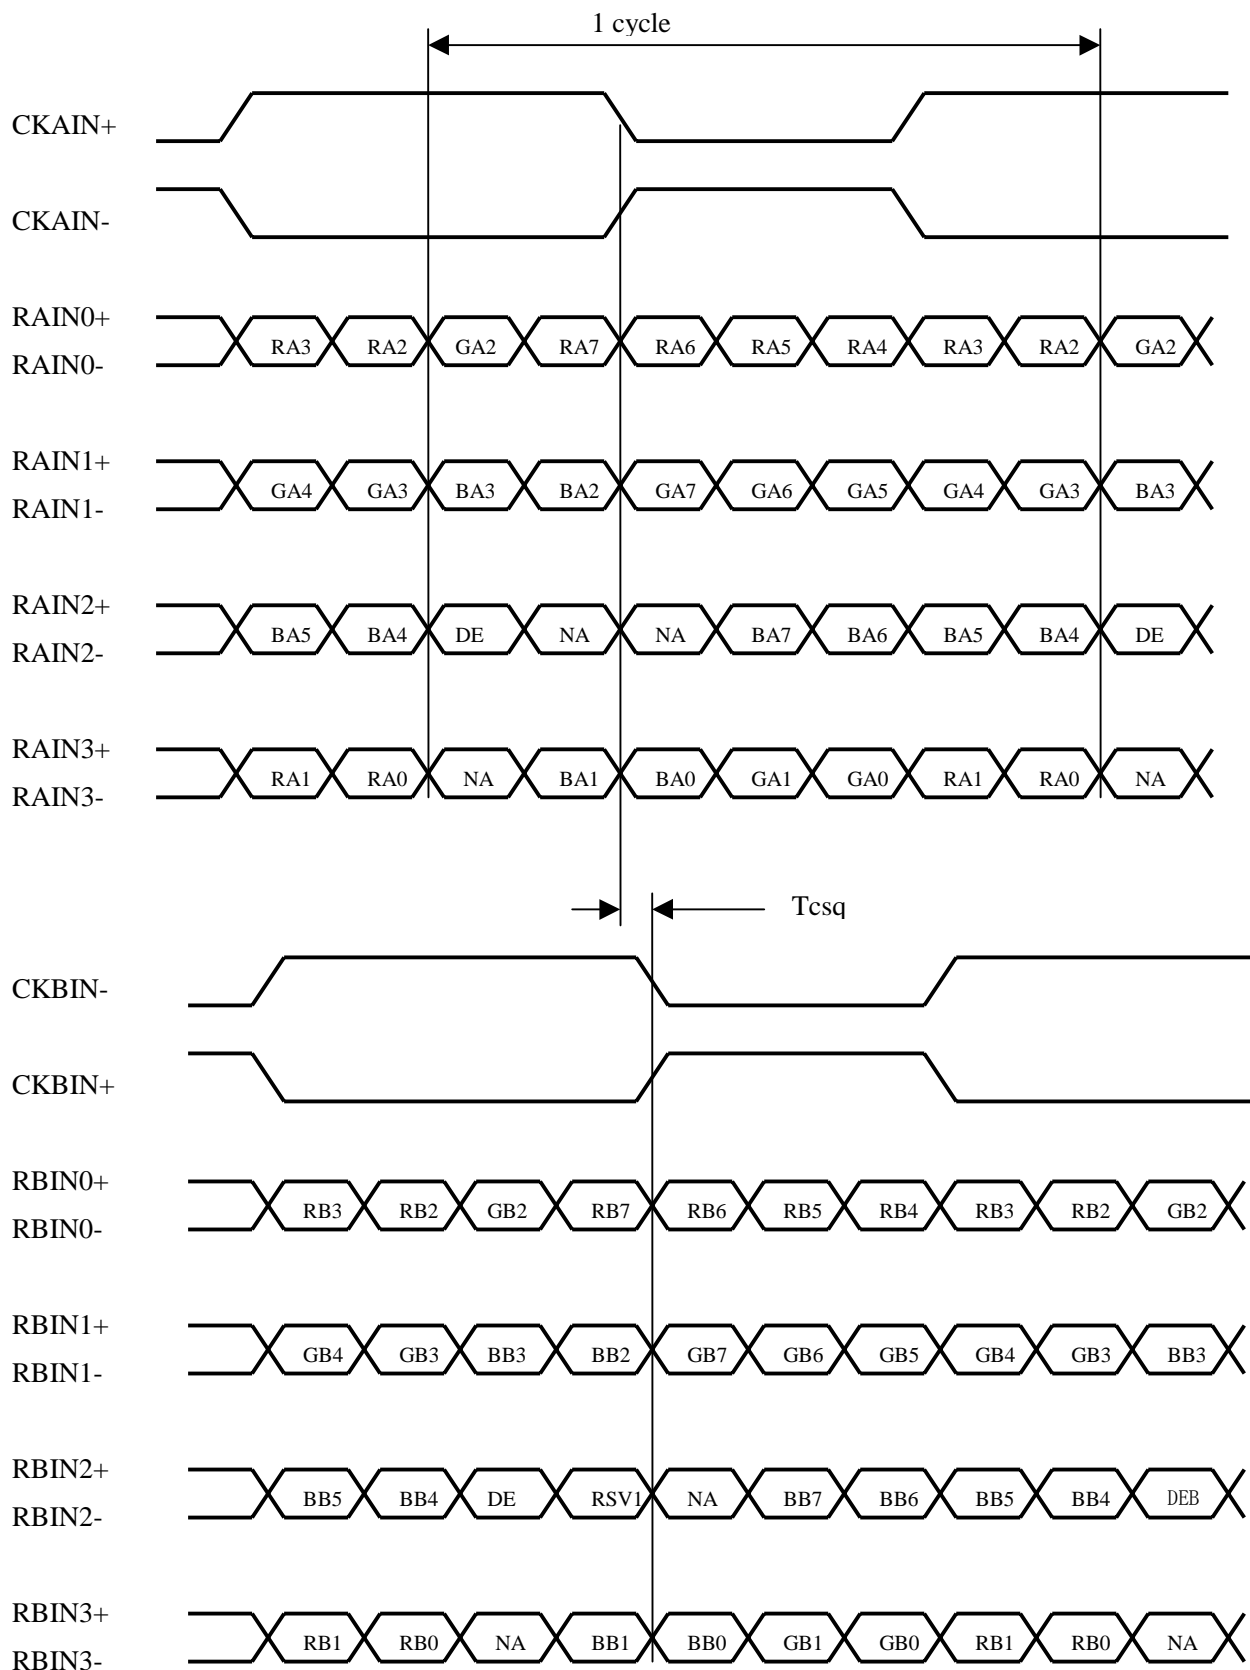 1 cycle
CKAIN+
CKAIN-
RAIN0+
RA3 RA2 GA2 RA7 RA6 RA5 RA4 RA3 RA2 GA2
RAIN0-
RAIN1+
GA4 GA3 BA3 BA2 GA7 GA6 GA5 GA4 GA3 BA3
RAIN1-
RAIN2+
BA5 BA4 DE NA NA BA7 BA6 BA5 BA4 DE
RAIN2-
RAIN3+
RA1 RA0 NA BA1 BA0 GA1 GA0 RA1 RA0 NA
RAIN3-
Tcsq
CKBIN-
CKBIN+
RBIN0+
RB3 RB2 GB2 RB7 RB6 RB5 RB4 RB3 RB2 GB2
RBIN0-
RBIN1+
GB4 GB3 BB3 BB2 GB7 GB6 GB5 GB4 GB3 BB3
RBIN1-
RBIN2+
BB5 BB4 DE RSV1 NA BB7 BB6 BB5 BB4 DEB
RBIN2-
RBIN3+
RB1 RB0 NA BB1 BB0 GB1 GB0 RB1 RB0 NA
RBIN3-